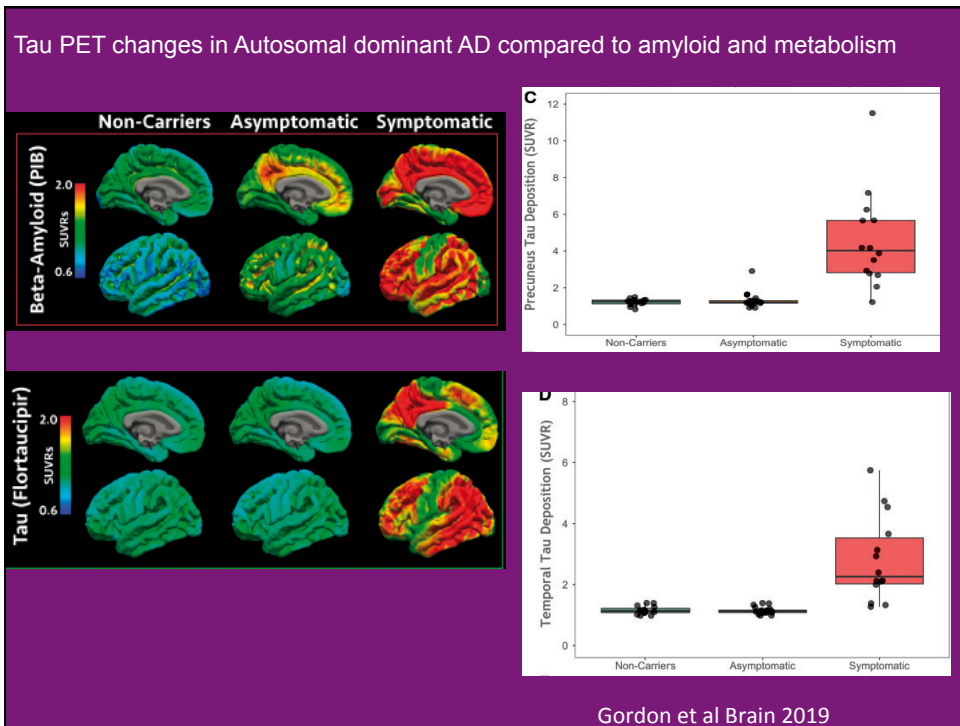 Tau PET changes in Autosomal dominant AD compared to amyloid and metabolism
Non-Carriers Asymptomatic Symptomatic
Beta-Amyloid (PIB)
SUVRs
2.0
0.6
Tau (Flortaucipir)
SUVRs
2.0
0.6
C
Precuneus Tau Deposition (SUVR)
12
10
8
6
4
2
0
Non-Carriers Asymptomatic Symptomatic
D
Temporal Tau Deposition (SUVR)
8
6
4
2
0
Non-Carriers Asymptomatic Symptomatic
Gordon et al Brain 2019